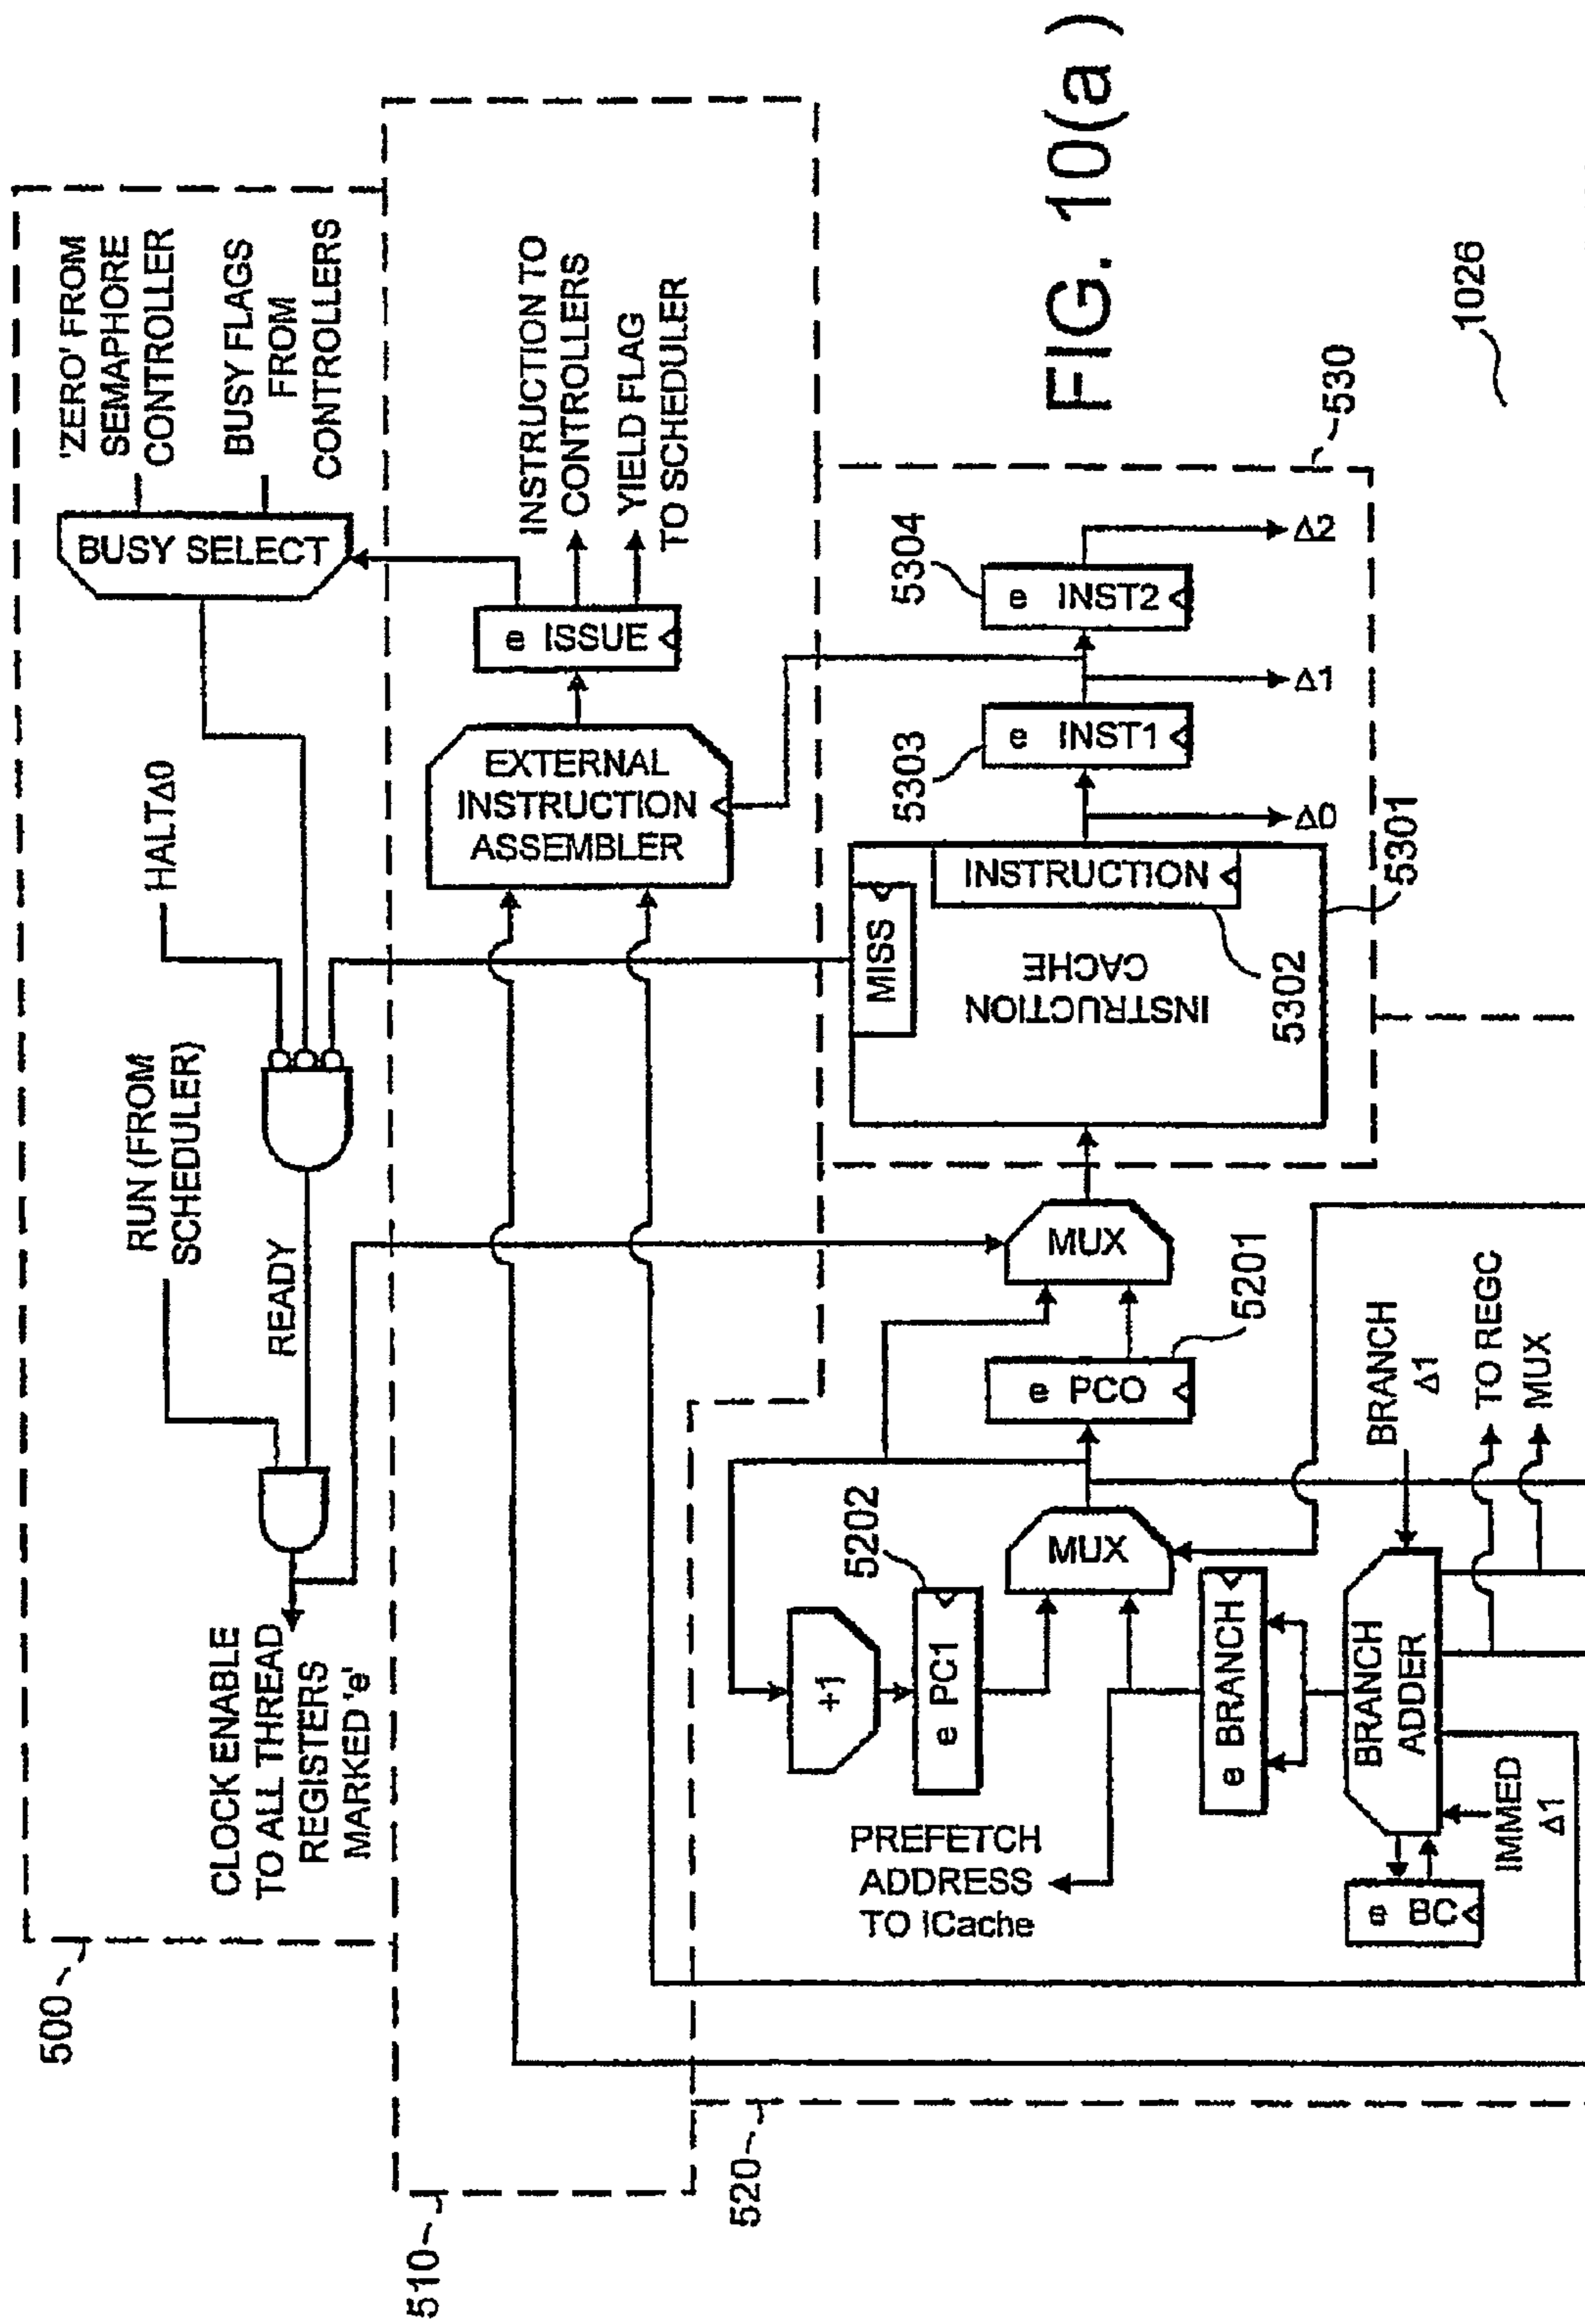 500
CLOCK ENABLE
TO ALL THREAD
REGISTERS
MARKED 'e'
RUN (FROM
SCHEDULER)
READY
HALTΔ0
BUSY SELECT
'ZERO' FROM
SEMAPHORE
CONTROLLER
BUSY FLAGS
FROM
CONTROLLERS
510
EXTERNAL
INSTRUCTION
ASSEMBLER
e ISSUE
INSTRUCTION TO
CONTROLLERS
YIELD FLAG
TO SCHEDULER
520
+1
5202
e PC1
PREFETCH
ADDRESS
TO ICache
MUX
e PCO
5201
MUX
e BRANCH
BRANCH
ADDER
e BC
IMMED
Δ1
BRANCH
Δ1
TO REGC
MUX
MISS
INSTRUCTION
CACHE
INSTRUCTION
5302
5301
5303
e INST1
5304
e INST2
Δ0
Δ1
Δ2
530
FIG. 10(a)
1026